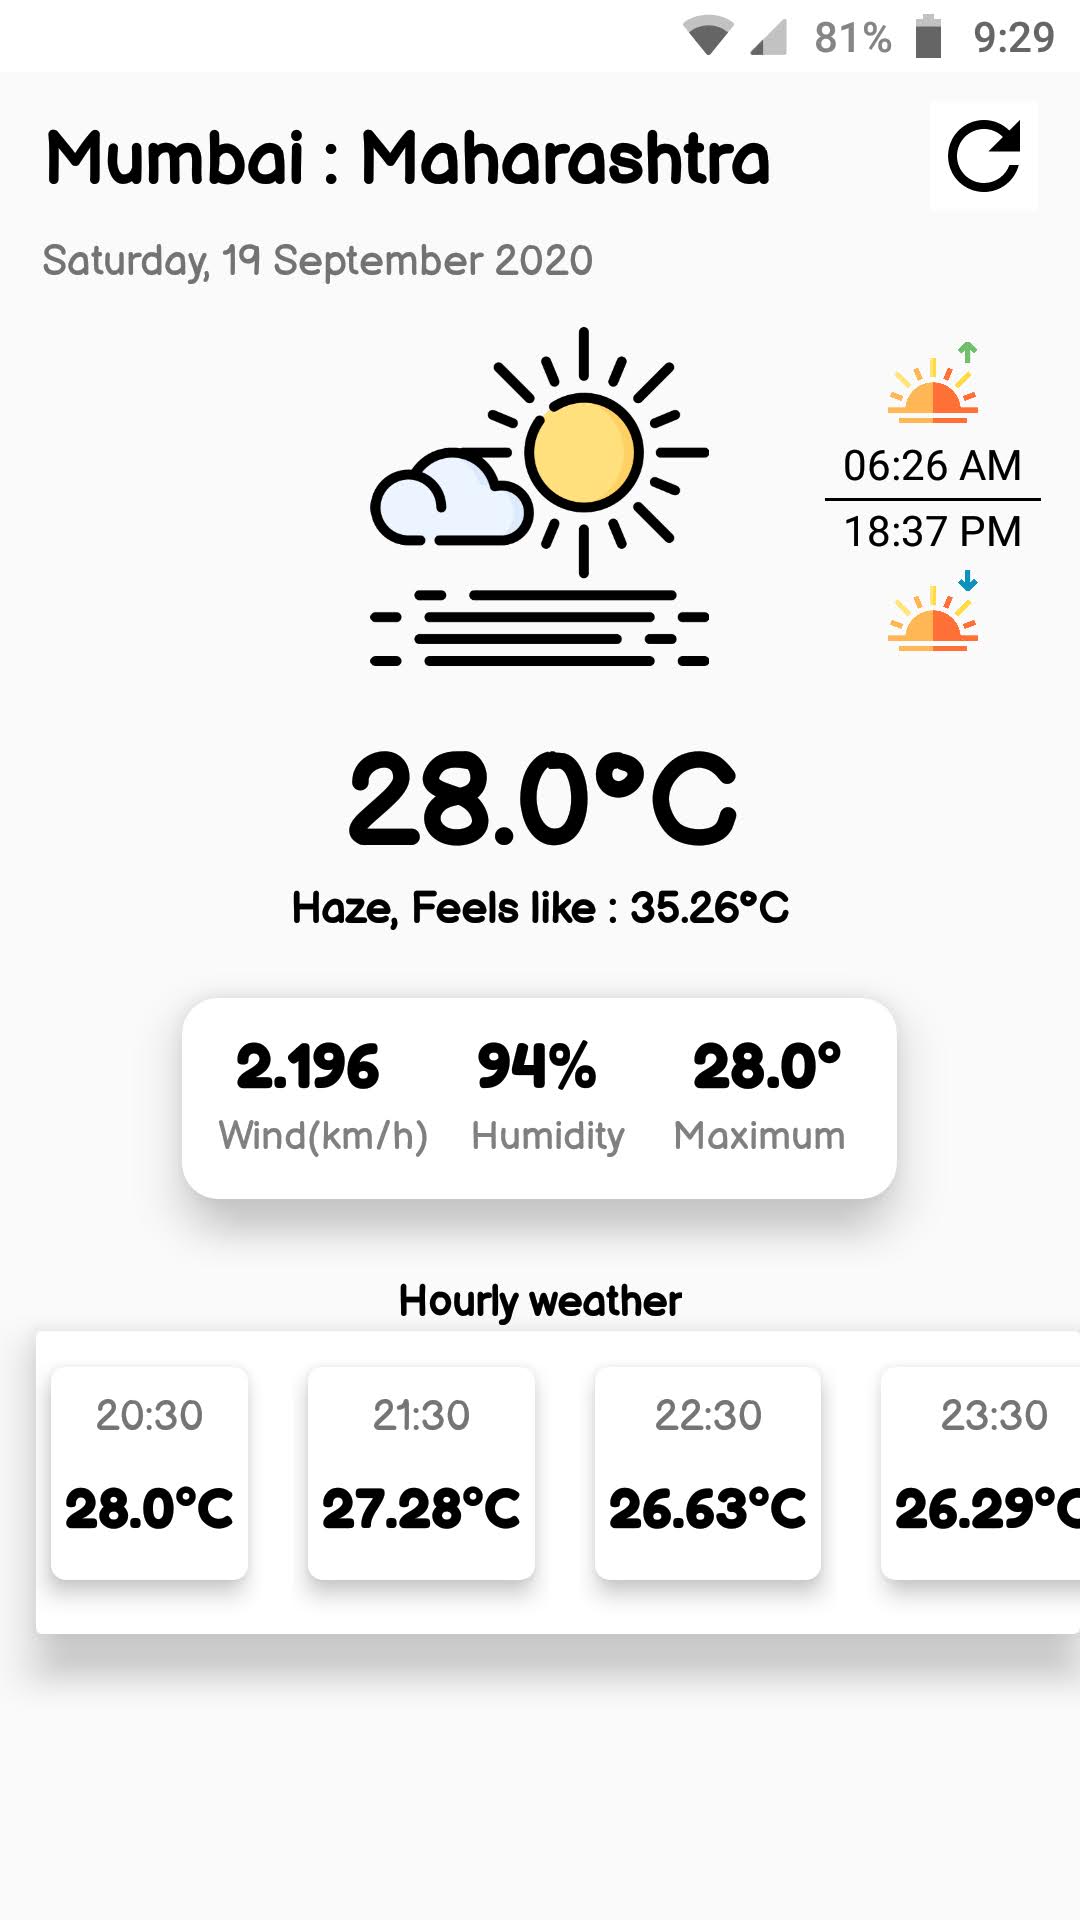 81% 9:29
Mumbai : Maharashtra
Saturday, 19 September 2020
06:26 AM
18:37 PM
28.0°C
Haze, Feels like : 35.26°C
2.196 94% 28.0°
Wind(km/h) Humidity Maximum
Hourly weather
20:30 21:30 22:30 23:30
28.0°C 27.28°C 26.63°C 26.29°C